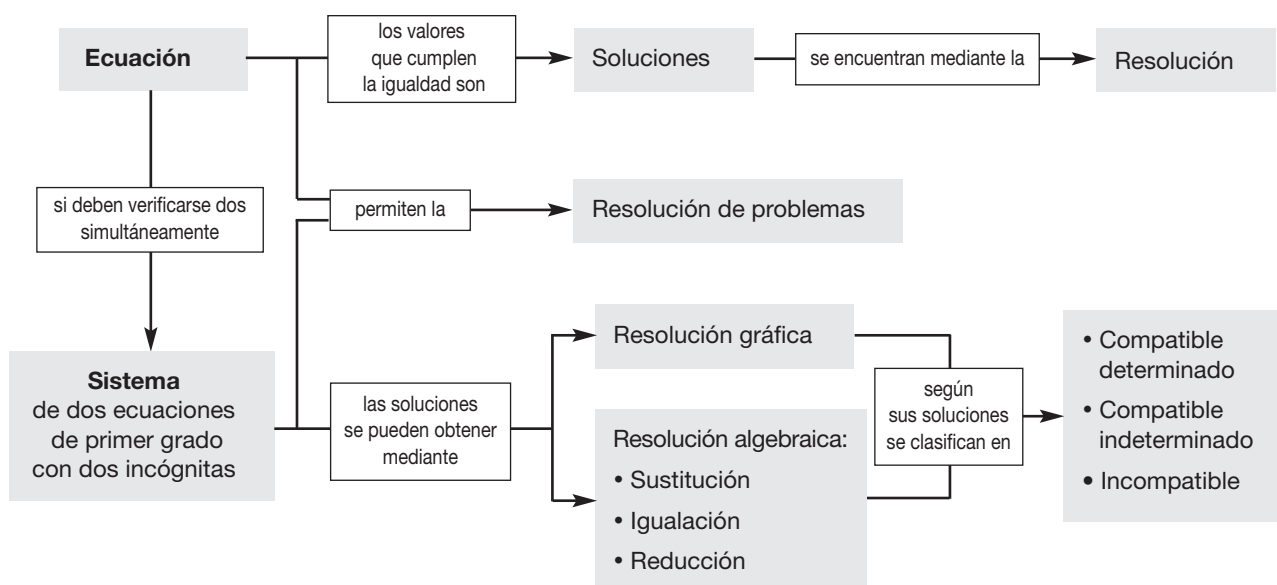 Ecuación
los valores
que cumplen
la igualdad son
Soluciones
se encuentran mediante la
Resolución
si deben verificarse dos
simultáneamente
permiten la
Resolución de problemas
Sistema
de dos ecuaciones
de primer grado
con dos incógnitas
las soluciones
se pueden obtener
mediante
Resolución gráfica
Resolución algebraica:
• Sustitución
• Igualación
• Reducción
según
sus soluciones
se clasifican en
• Compatible
determinado
• Compatible
indeterminado
• Incompatible